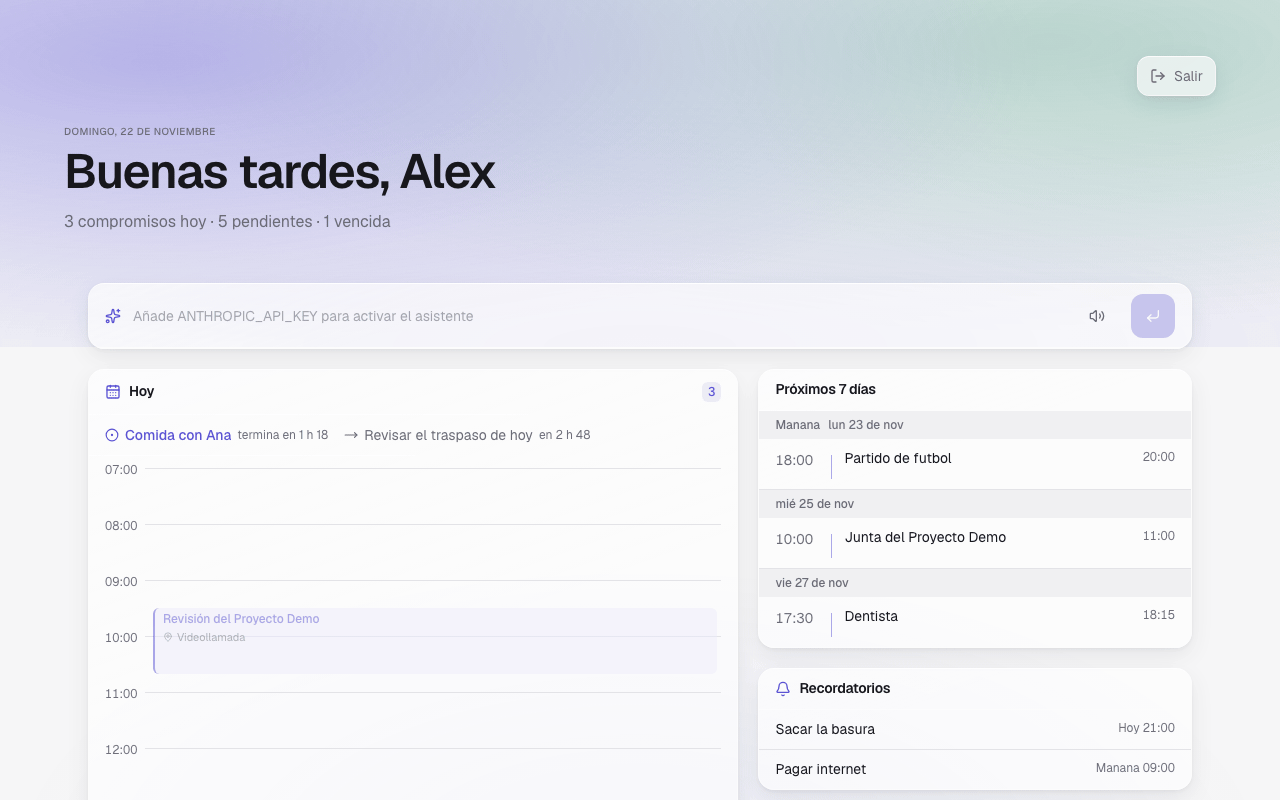 Salir
DOMINGO, 22 DE NOVIEMBRE
Buenas tardes, Alex
3 compromisos hoy · 5 pendientes · 1 vencida
Añade ANTHROPIC_API_KEY para activar el asistente
Hoy 3
Comida con Ana termina en 1 h 18 → Revisar el traspaso de hoy en 2 h 48
07:00
08:00
09:00
Revisión del Proyecto Demo
10:00 Videollamada
11:00
12:00
Próximos 7 días
Manana lun 23 de nov
18:00 Partido de futbol 20:00
mié 25 de nov
10:00 Junta del Proyecto Demo 11:00
vie 27 de nov
17:30 Dentista 18:15
Recordatorios
Sacar la basura Hoy 21:00
Pagar internet Manana 09:00